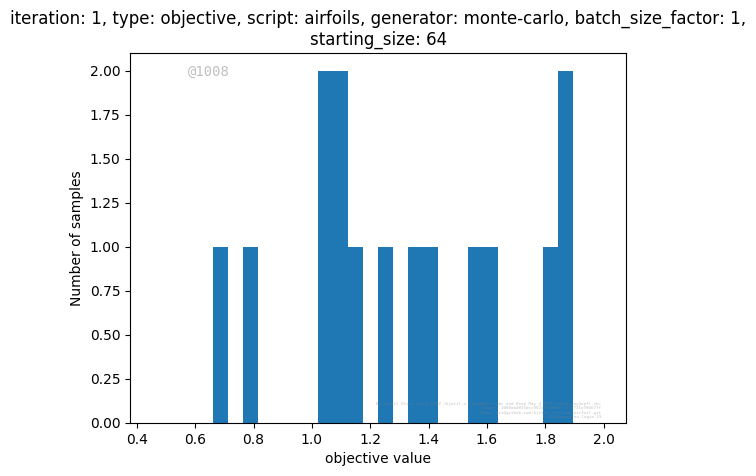 iteration: 1, type: objective, script: airfoils, generator: monte-carlo, batch_size_factor: 1,
starting_size: 64
@1008
2.00
1.75
1.50
1.25
1.00
0.75
0.50
0.25
0.00
Number of samples
0.4 0.6 0.8 1.0 1.2 1.4 1.6 1.8 2.0
objective value